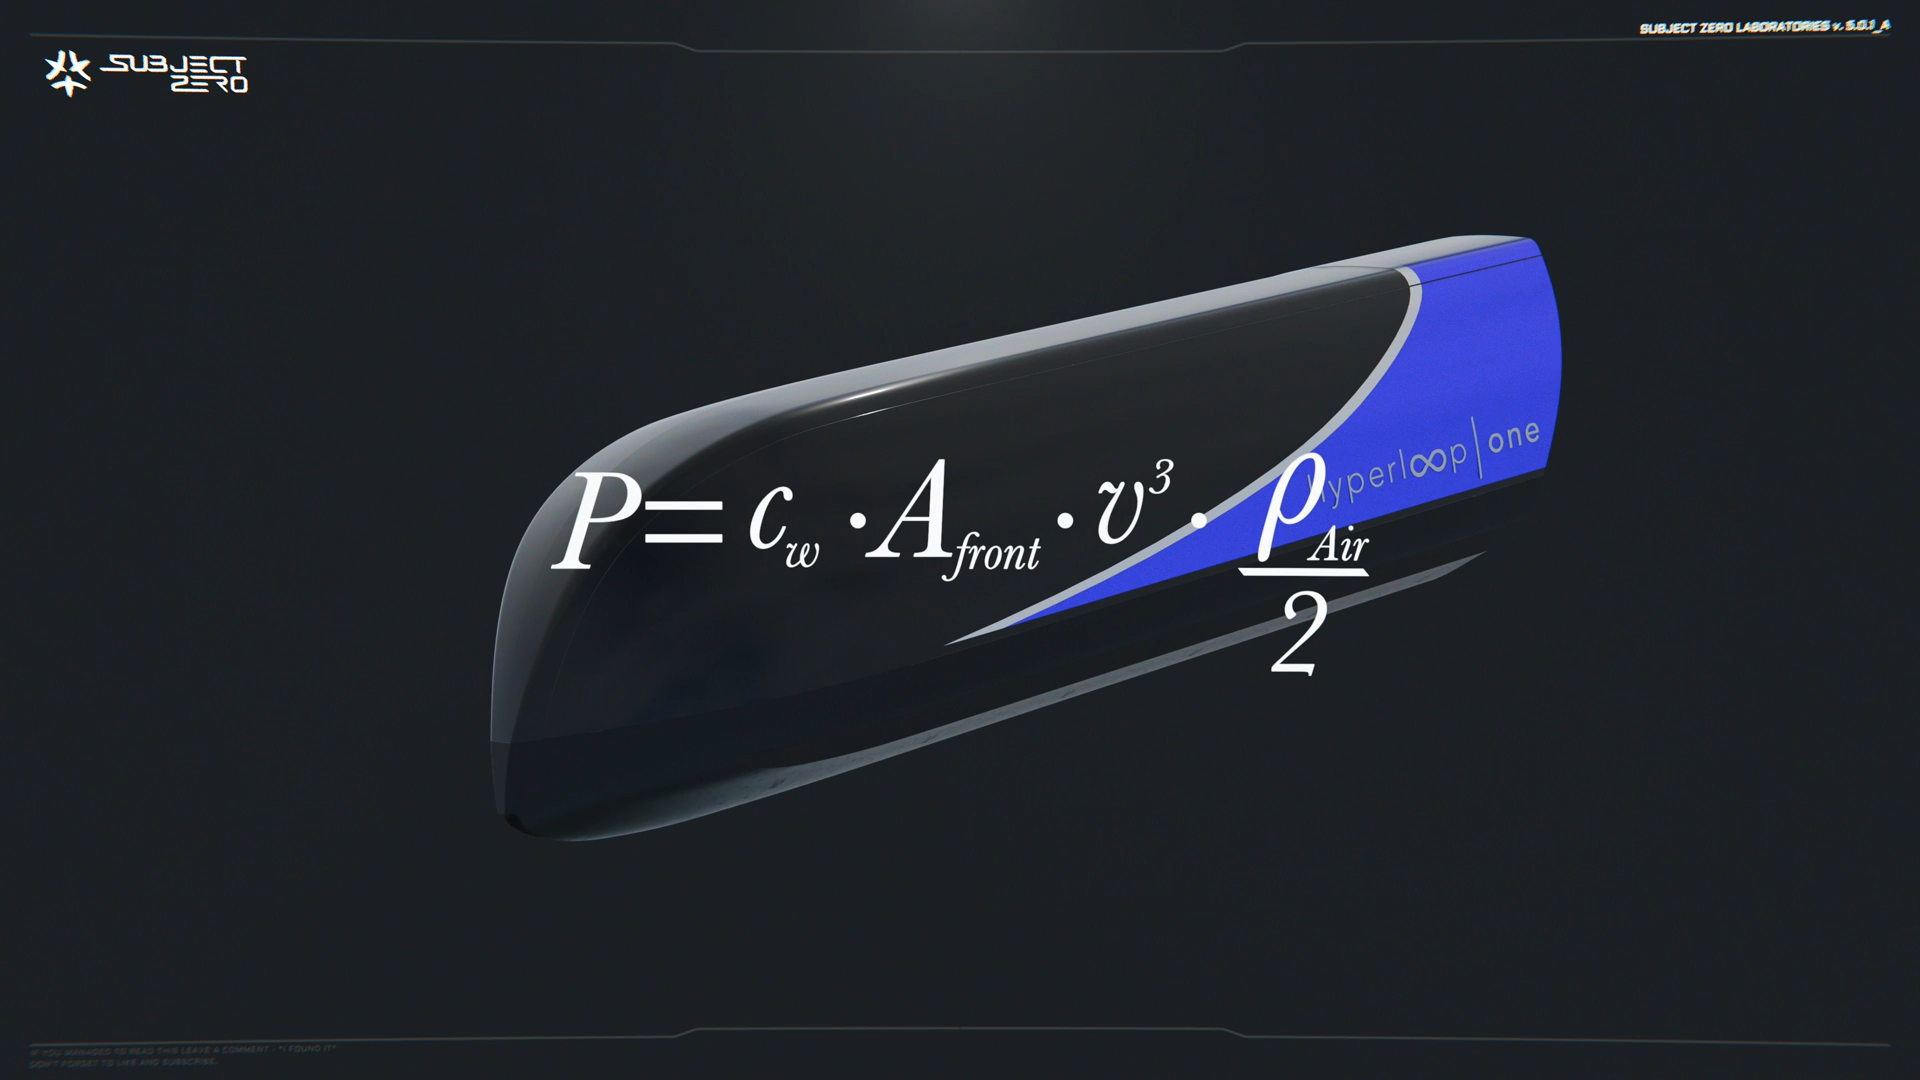 SUBJECT ZERO LABORATORIES v. 5.0.1_A
SUBJECT
ZERO
hyperloop | one
P = c_w · A_front · v³ · ρ_Air / 2
IF YOU MANAGED TO READ THIS LEAVE A COMMENT - "I FOUND IT"
DIDN'T FORGET TO LIKE AND SUBSCRIBE.